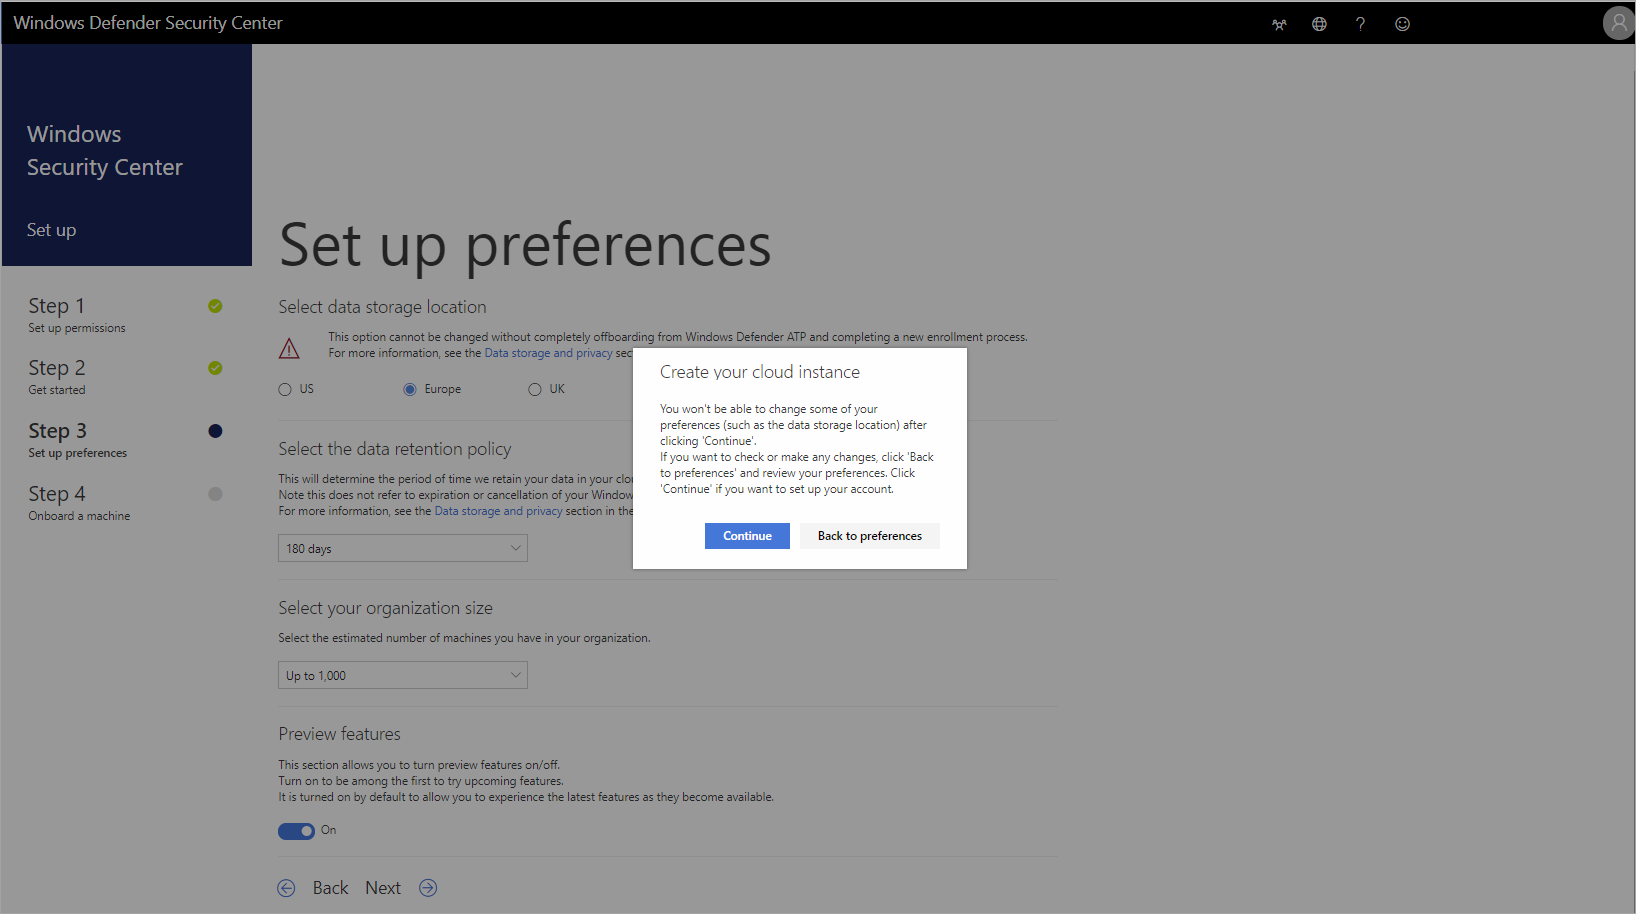 Windows Defender Security Center
?
Windows
Security Center
Set up
Step 1
Set up permissions
Step 2
Get started
Step 3
Set up preferences
Step 4
Onboard a machine
Set up preferences
Select data storage location
This option cannot be changed without completely offboarding from Windows Defender ATP and completing a new enrollment process.
For more information, see the Data storage and privacy sec
US
Europe
UK
Select the data retention policy
This will determine the period of time we retain your data in your clou
Note this does not refer to expiration or cancellation of your Window
For more information, see the Data storage and privacy section in the
180 days
Select your organization size
Select the estimated number of machines you have in your organization.
Up to 1,000
Preview features
This section allows you to turn preview features on/off.
Turn on to be among the first to try upcoming features.
It is turned on by default to allow you to experience the latest features as they become available.
On
Back Next
Create your cloud instance
You won't be able to change some of your
preferences (such as the data storage location) after
clicking 'Continue'.
If you want to check or make any changes, click 'Back
to preferences' and review your preferences. Click
'Continue' if you want to set up your account.
Continue Back to preferences